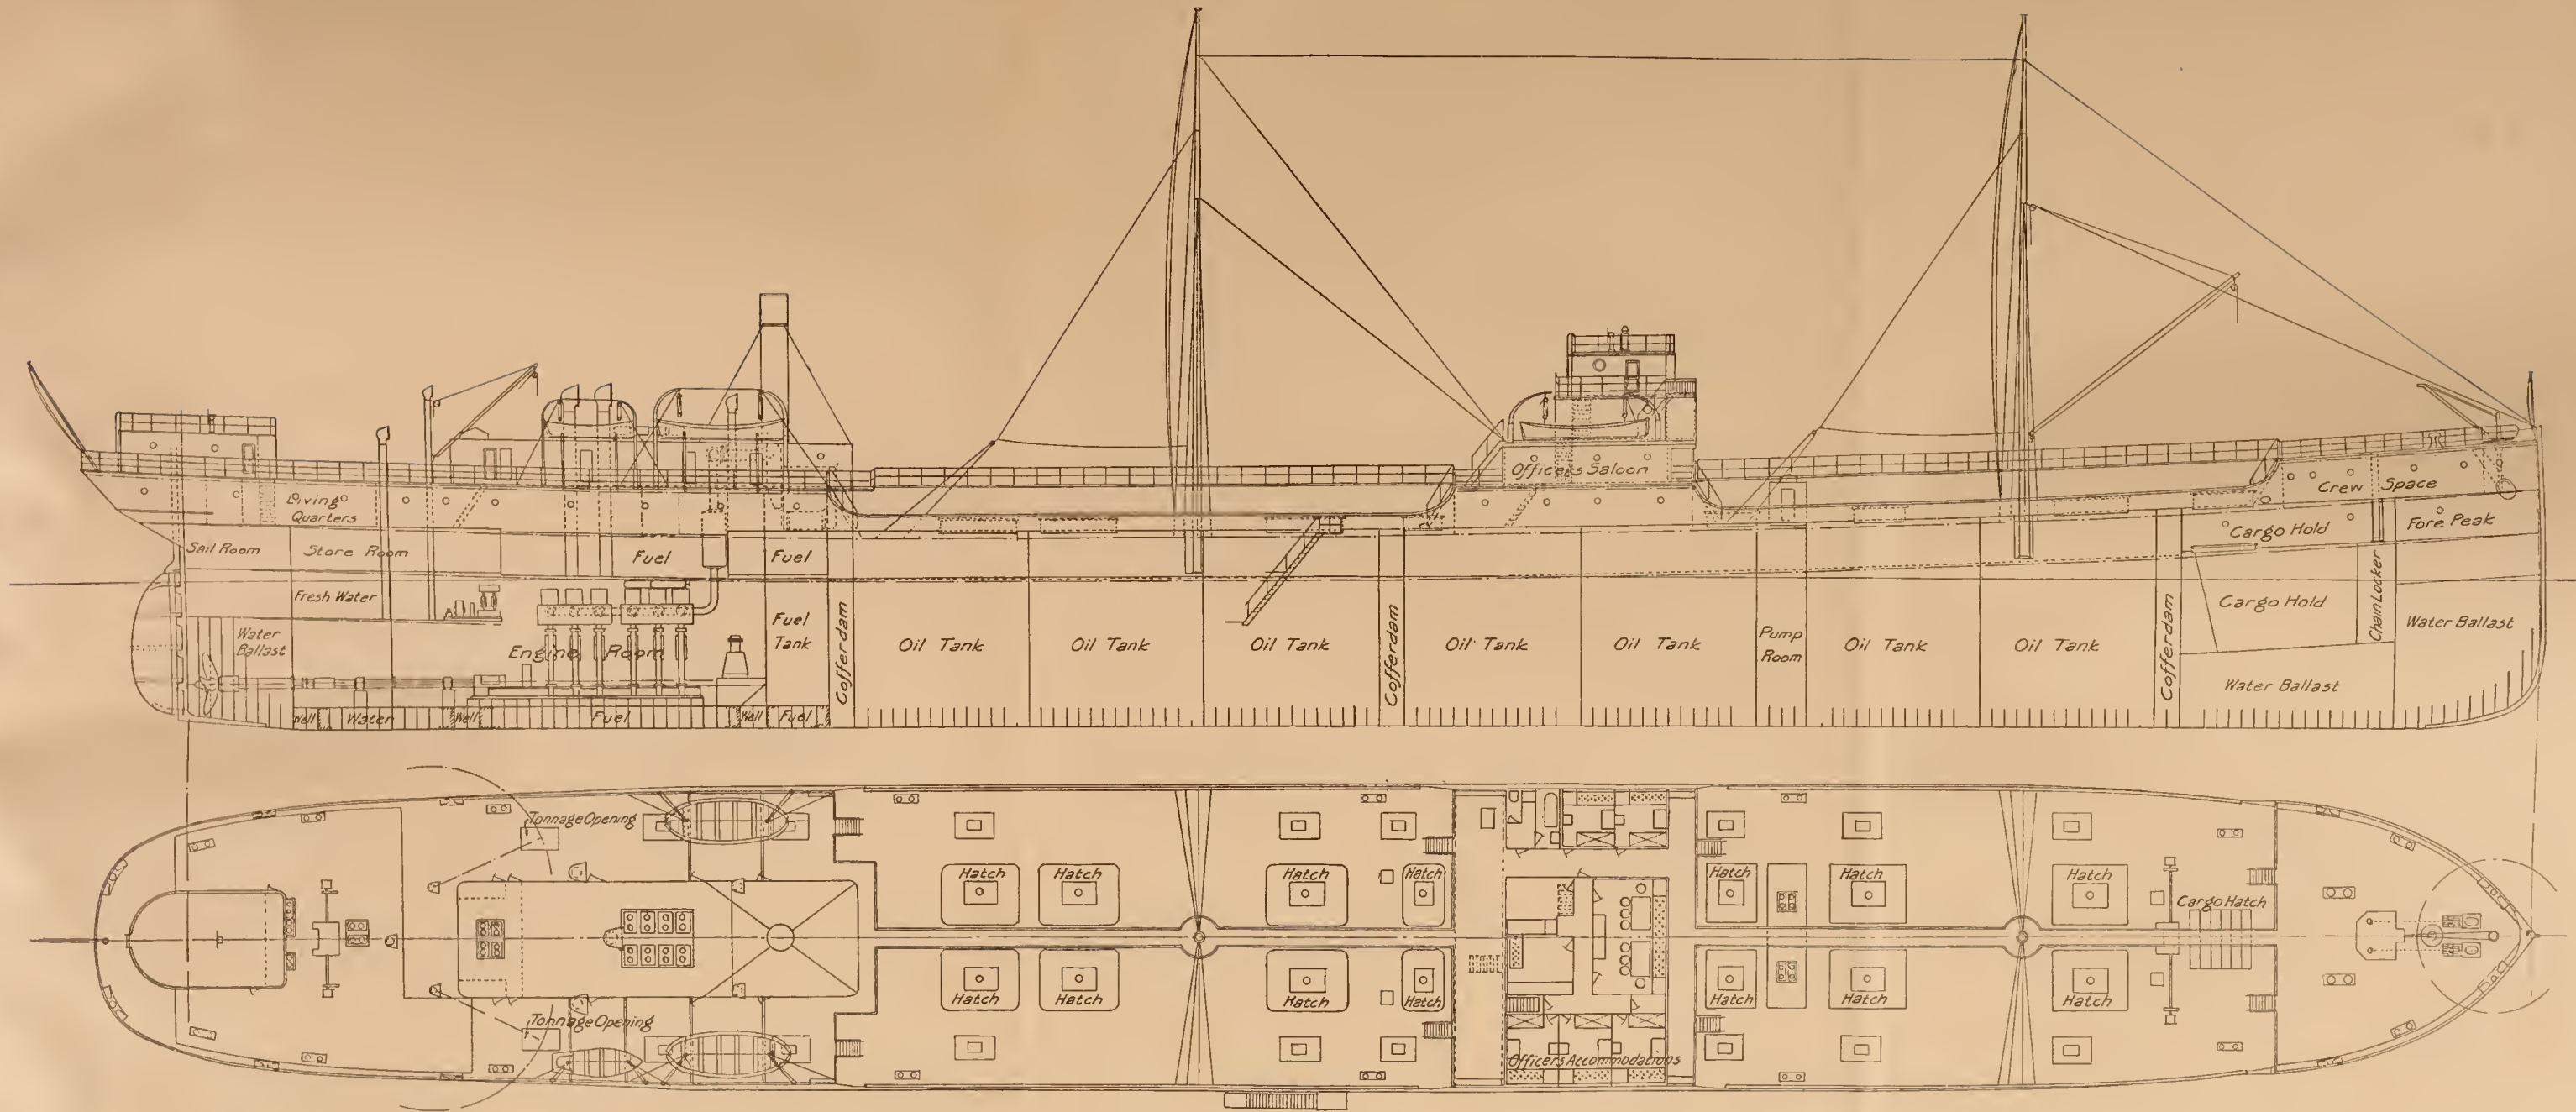 Officers Saloon
Living
Quarters
Crew Space
Sail Room
Store Room
Fuel
Fuel
Cargo Hold
Fore Peak
Fresh Water
Water
Ballast
Engine Room
Fuel
Tank
Cofferdam
Oil Tank
Oil Tank
Oil Tank
Cofferdam
Oil Tank
Oil Tank
Pump
Room
Oil Tank
Oil Tank
Cofferdam
Cargo Hold
Chain Locker
Water Ballast
Water Ballast
Well
Water
Well
Fuel
Well
Fuel
Tonnage Opening
Hatch
Hatch
Hatch
Hatch
Hatch
Hatch
Hatch
Cargo Hatch
Hatch
Hatch
Hatch
Hatch
Hatch
Hatch
Hatch
Tonnage Opening
Officers Accommodations